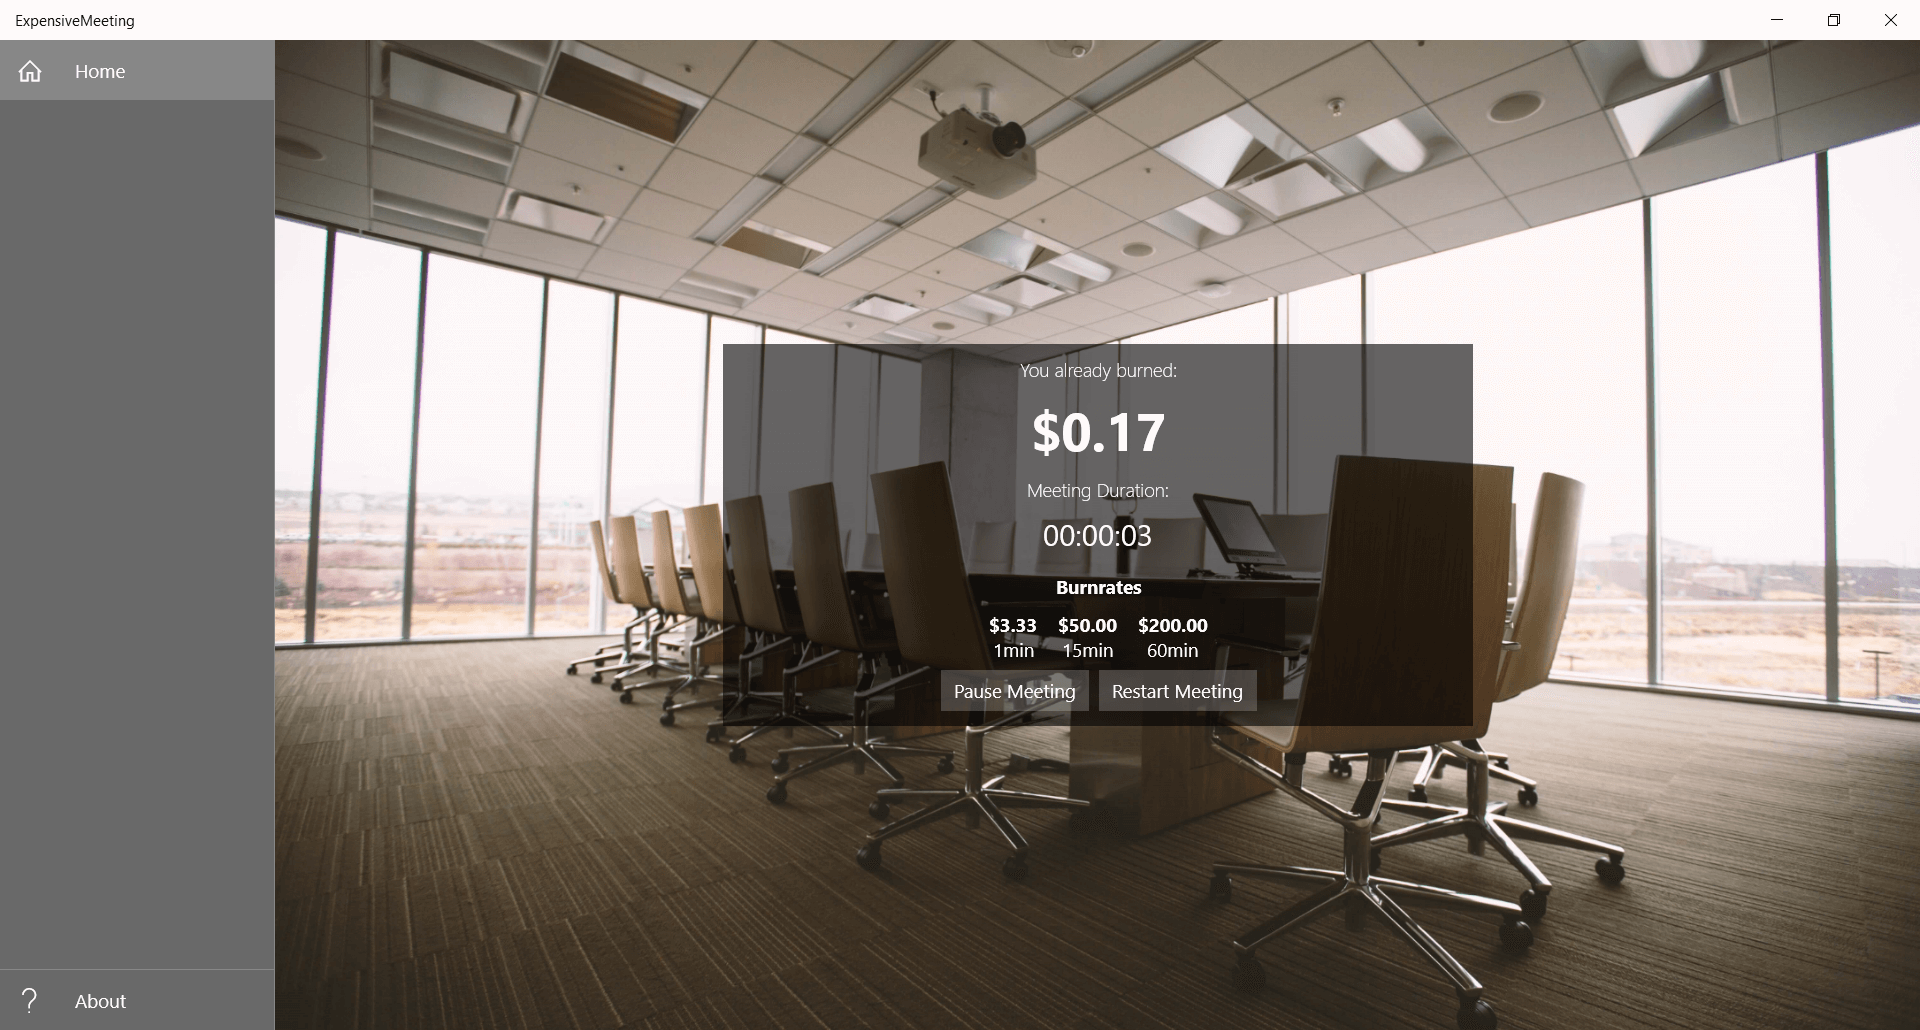 ExpensiveMeeting
Home
You already burned:
$0.17
Meeting Duration:
00:00:03
Burnrates
$3.33 $50.00 $200.00
1min 15min 60min
Pause Meeting Restart Meeting
About